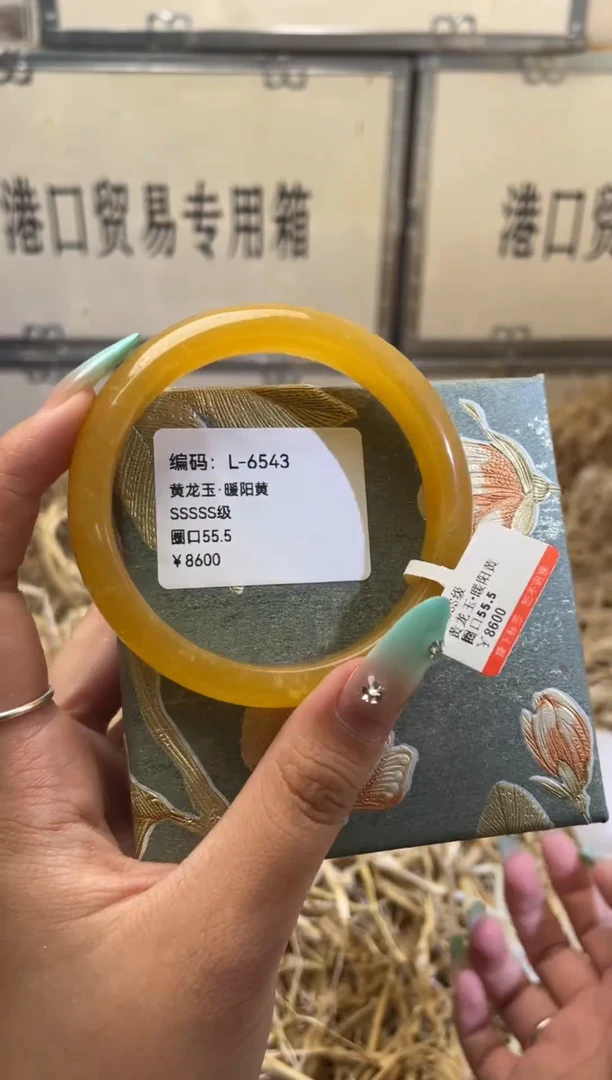 港口贸易专用箱
港口贸
编码：L-6543
黄龙玉·暖阳黄
SSSSS级
圈口55.5
￥8600
S级
黄龙玉·暖阳黄
圈口55.5
￥8600